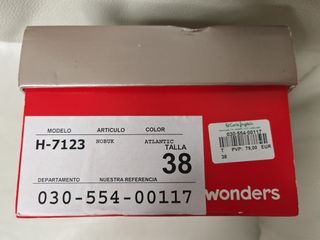 MODELO ARTICULO COLOR
H-7123 NOBUK ATLANTIC
TALLA
38
DEPARTAMENTO NUESTRA REFERENCIA
030-554-00117
El Corte Inglés
030-554-00117
T PVP: 79,00 EUR
38
wonders